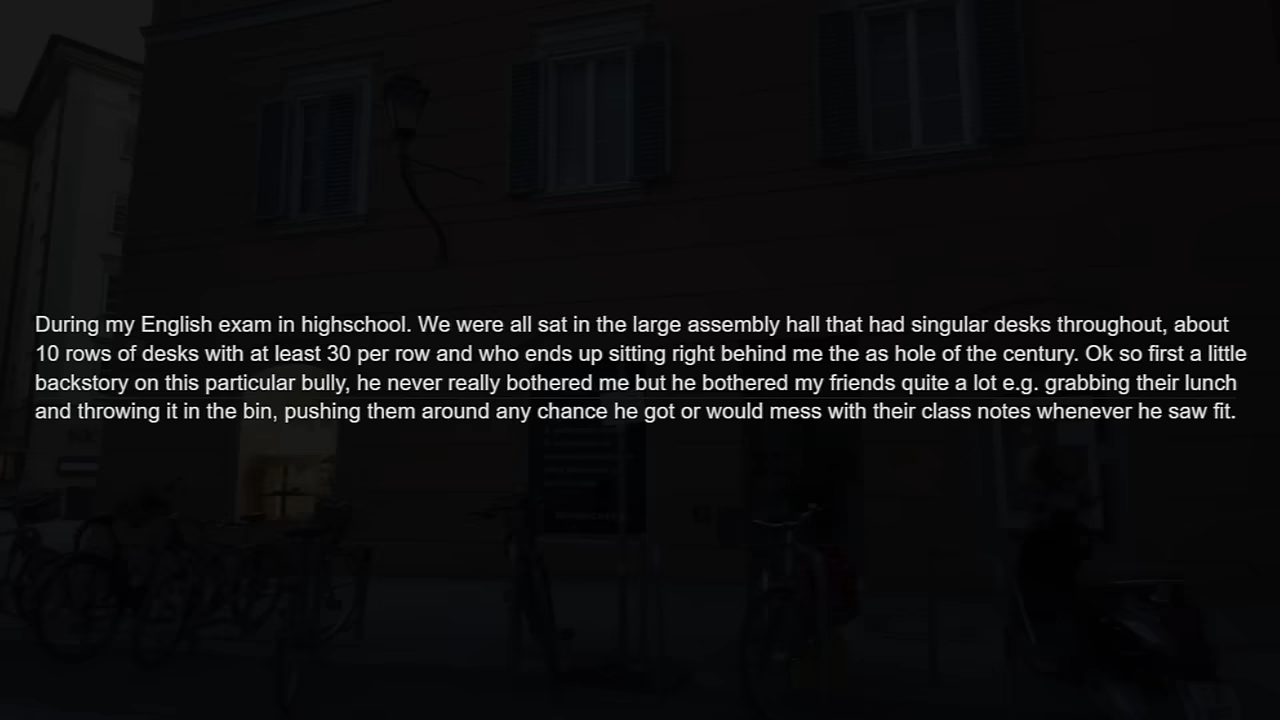 During my English exam in highschool. We were all sat in the large assembly hall that had singular desks throughout, about
10 rows of desks with at least 30 per row and who ends up sitting right behind me the as hole of the century. Ok so first a little
backstory on this particular bully, he never really bothered me but he bothered my friends quite a lot e.g. grabbing their lunch
and throwing it in the bin, pushing them around any chance he got or would mess with their class notes whenever he saw fit.